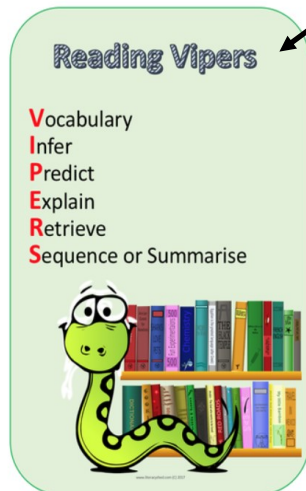 Reading Vipers
Vocabulary
Infer
Predict
Explain
Retrieve
Sequence or Summarise